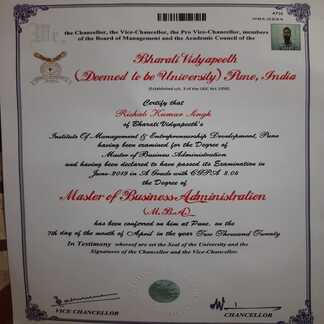 We, the Chancellor, the Vice-Chancellor, the Pro Vice-Chancellor, members
of the Board of Management and the Academic Council of the
Bharati Vidyapeeth
(Deemed to be University) Pune, India
(Established u/s. 3 of the UGC Act 1956)
Certify that
Rishab Kumar Singh
of Bharati Vidyapeeth's
Institute Of Management & Entrepreneurship Development, Pune
having been examined for the Degree of
Master of Business Administration
and having been declared to have passed its Examination in
June-2019 in A Grade with CGPA
the Degree of
Master of Business Administration
(M.B.A)
has been conferred on him at Pune, on the
7th day of the month of April in the year Two Thousand Twenty
In Testimony whereof are set the Seal of the University and the
Signatures of the Chancellor and the Vice-Chancellor.
VICE CHANCELLOR
CHANCELLOR